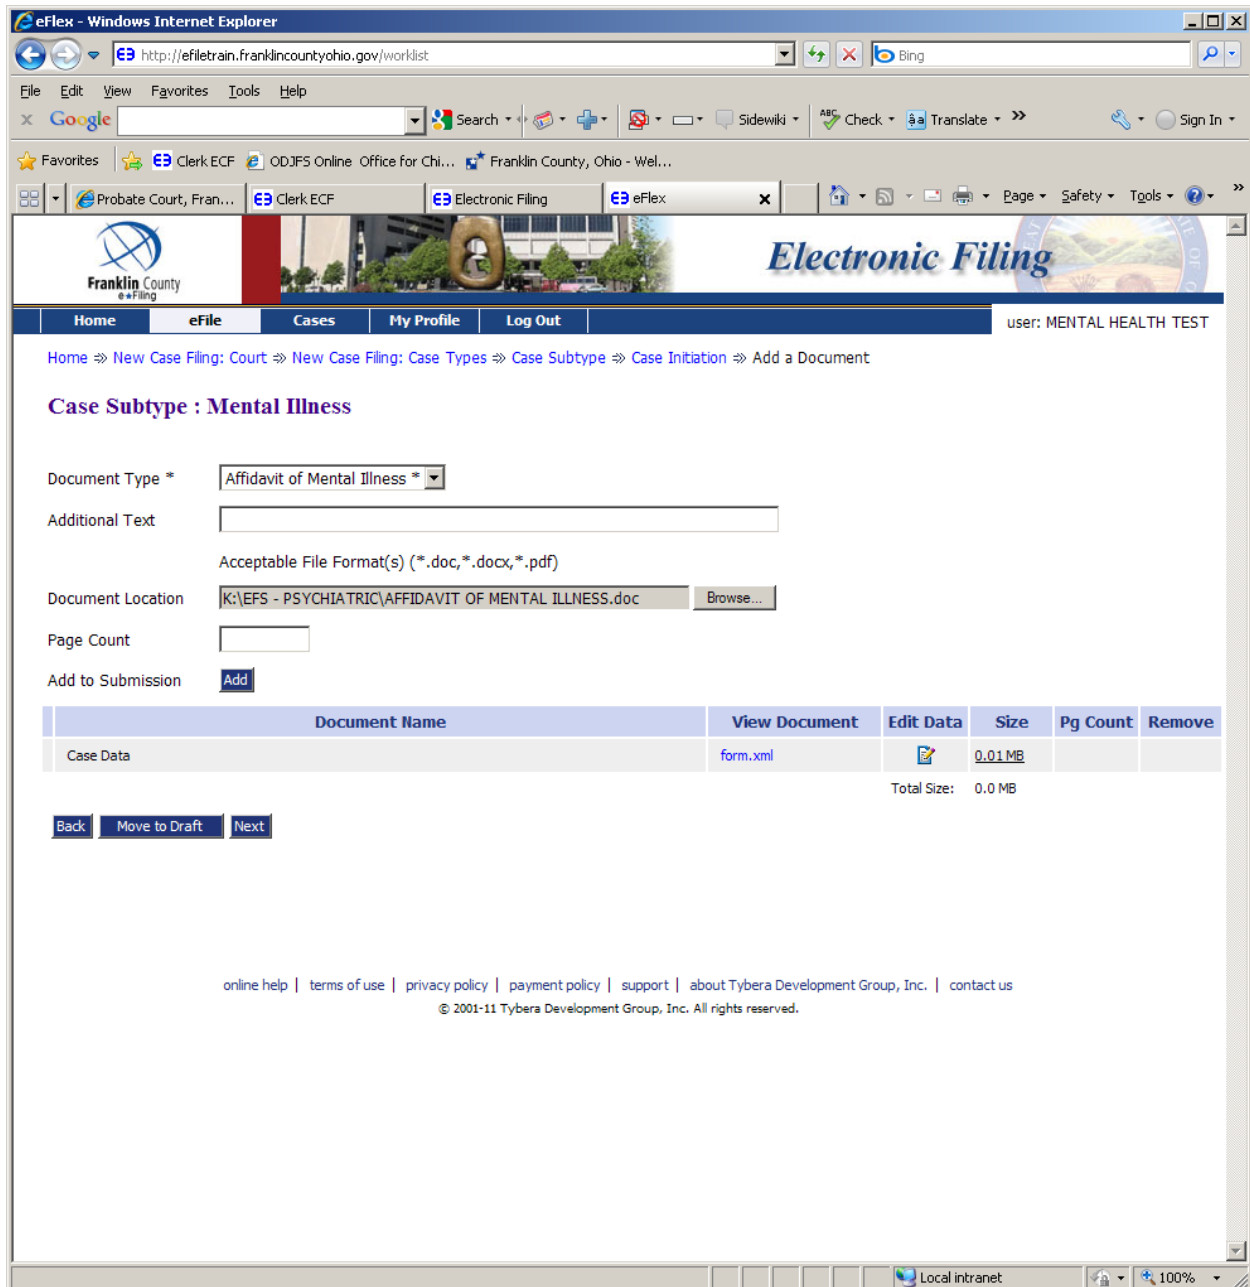 eFlex - Windows Internet Explorer
http://efiletrain.franklincountyohio.gov/worklist
Bing
File Edit View Favorites Tools Help
x Google Search Sidewiki ABC Check åa Translate >> Sign In
Favorites Clerk ECF ODJFS Online Office for Chi... Franklin County, Ohio - Wel...
Probate Court, Fran... Clerk ECF Electronic Filing eFlex x Page Safety Tools >>
Franklin County
e★Filing
Electronic Filing
Home eFile Cases My Profile Log Out user: MENTAL HEALTH TEST
Home ⇒ New Case Filing: Court ⇒ New Case Filing: Case Types ⇒ Case Subtype ⇒ Case Initiation ⇒ Add a Document
Case Subtype : Mental Illness
Document Type * Affidavit of Mental Illness *
Additional Text
Acceptable File Format(s) (*.doc,*.docx,*.pdf)
Document Location K:\EFS - PSYCHIATRIC\AFFIDAVIT OF MENTAL ILLNESS.doc Browse...
Page Count
Add to Submission Add
Document Name View Document Edit Data Size Pg Count Remove
Case Data form.xml 0.01 MB
Total Size: 0.0 MB
Back Move to Draft Next
online help | terms of use | privacy policy | payment policy | support | about Tybera Development Group, Inc. | contact us
© 2001-11 Tybera Development Group, Inc. All rights reserved.
Local intranet 100%